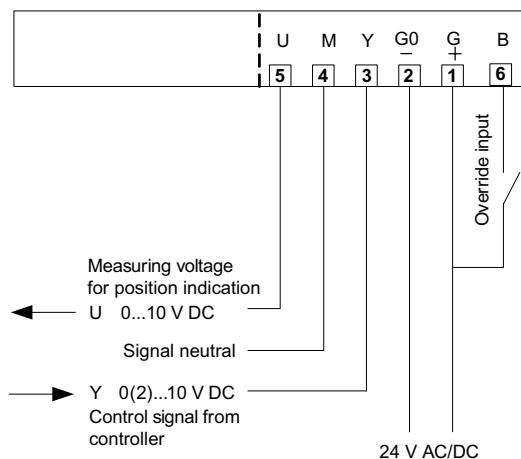 U M Y G0 G B
− +
5 4 3 2 1 6
Override input
Measuring voltage
for position indication
U 0...10 V DC
Signal neutral
Y 0(2)...10 V DC
Control signal from
controller
24 V AC/DC